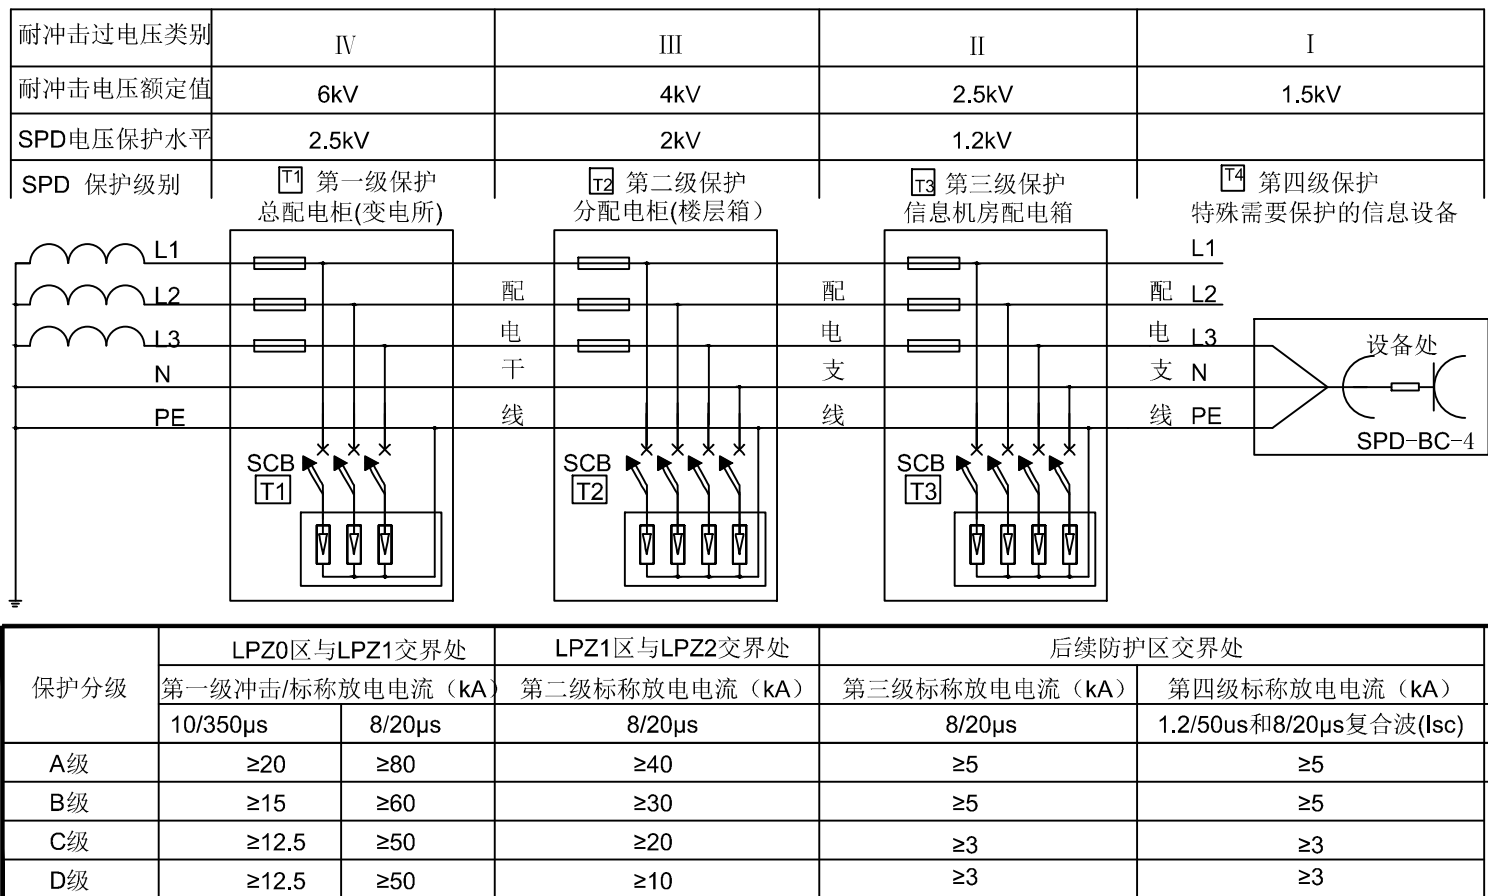 耐冲击过电压类别 Ⅳ Ⅲ Ⅱ Ⅰ
耐冲击电压额定值 6kV 4kV 2.5kV 1.5kV
SPD电压保护水平 2.5kV 2kV 1.2kV
SPD 保护级别 T1 第一级保护 T2 第二级保护 T3 第三级保护 T4 第四级保护
总配电柜(变电所) 分配电柜(楼层箱) 信息机房配电箱 特殊需要保护的信息设备
L1 L1
L2 配 配 配 L2
L3 电 电 电 L3
设备处
N 干 支 支 N
PE 线 线 线 PE
SPD-BC-4
SCB SCB SCB
T1 T2 T3
保护分级 LPZ0区与LPZ1交界处 LPZ1区与LPZ2交界处 后续防护区交界处
第一级冲击/标称放电电流（kA） 第二级标称放电电流（kA） 第三级标称放电电流（kA） 第四级标称放电电流（kA）
10/350μs 8/20μs 8/20μs 8/20μs 1.2/50us和8/20μs复合波(Isc)
A级 ≥20 ≥80 ≥40 ≥5 ≥5
B级 ≥15 ≥60 ≥30 ≥5 ≥5
C级 ≥12.5 ≥50 ≥20 ≥3 ≥3
D级 ≥12.5 ≥50 ≥10 ≥3 ≥3